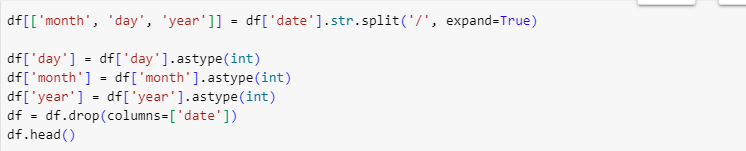 df[['month', 'day', 'year']] = df['date'].str.split('/', expand=True)
df['day'] = df['day'].astype(int)
df['month'] = df['month'].astype(int)
df['year'] = df['year'].astype(int)
df = df.drop(columns=['date'])
df.head()